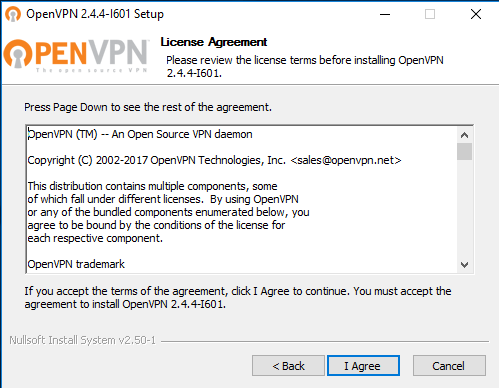 OpenVPN 2.4.4-I601 Setup
OPENVPN
The open source VPN
License Agreement
Please review the license terms before installing OpenVPN
2.4.4-I601.
Press Page Down to see the rest of the agreement.
OpenVPN (TM) -- An Open Source VPN daemon
Copyright (C) 2002-2017 OpenVPN Technologies, Inc. <sales@openvpn.net>
This distribution contains multiple components, some
of which fall under different licenses.  By using OpenVPN
or any of the bundled components enumerated below, you
agree to be bound by the conditions of the license for
each respective component.
OpenVPN trademark
If you accept the terms of the agreement, click I Agree to continue. You must accept the
agreement to install OpenVPN 2.4.4-I601.
Nullsoft Install System v2.50-1
< Back
I Agree
Cancel